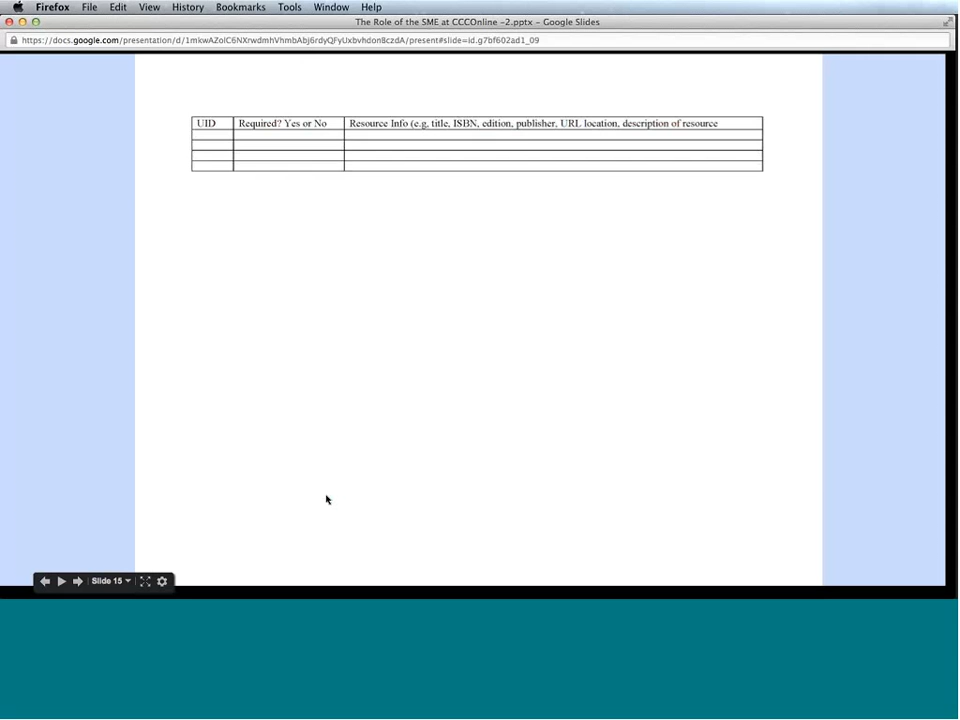 Firefox File Edit View History Bookmarks Tools Window Help
The Role of the SME at CCCOnline -2.pptx - Google Slides
https://docs.google.com/presentation/d/1mkwAZolC6NXrwdmhVhmbAbj6rdyQFyUxbvhdon8czdA/present#slide=id.g7bf602ad1_09
UID Required? Yes or No Resource Info (e.g, title, ISBN, edition, publisher, URL location, description of resource
Slide 15